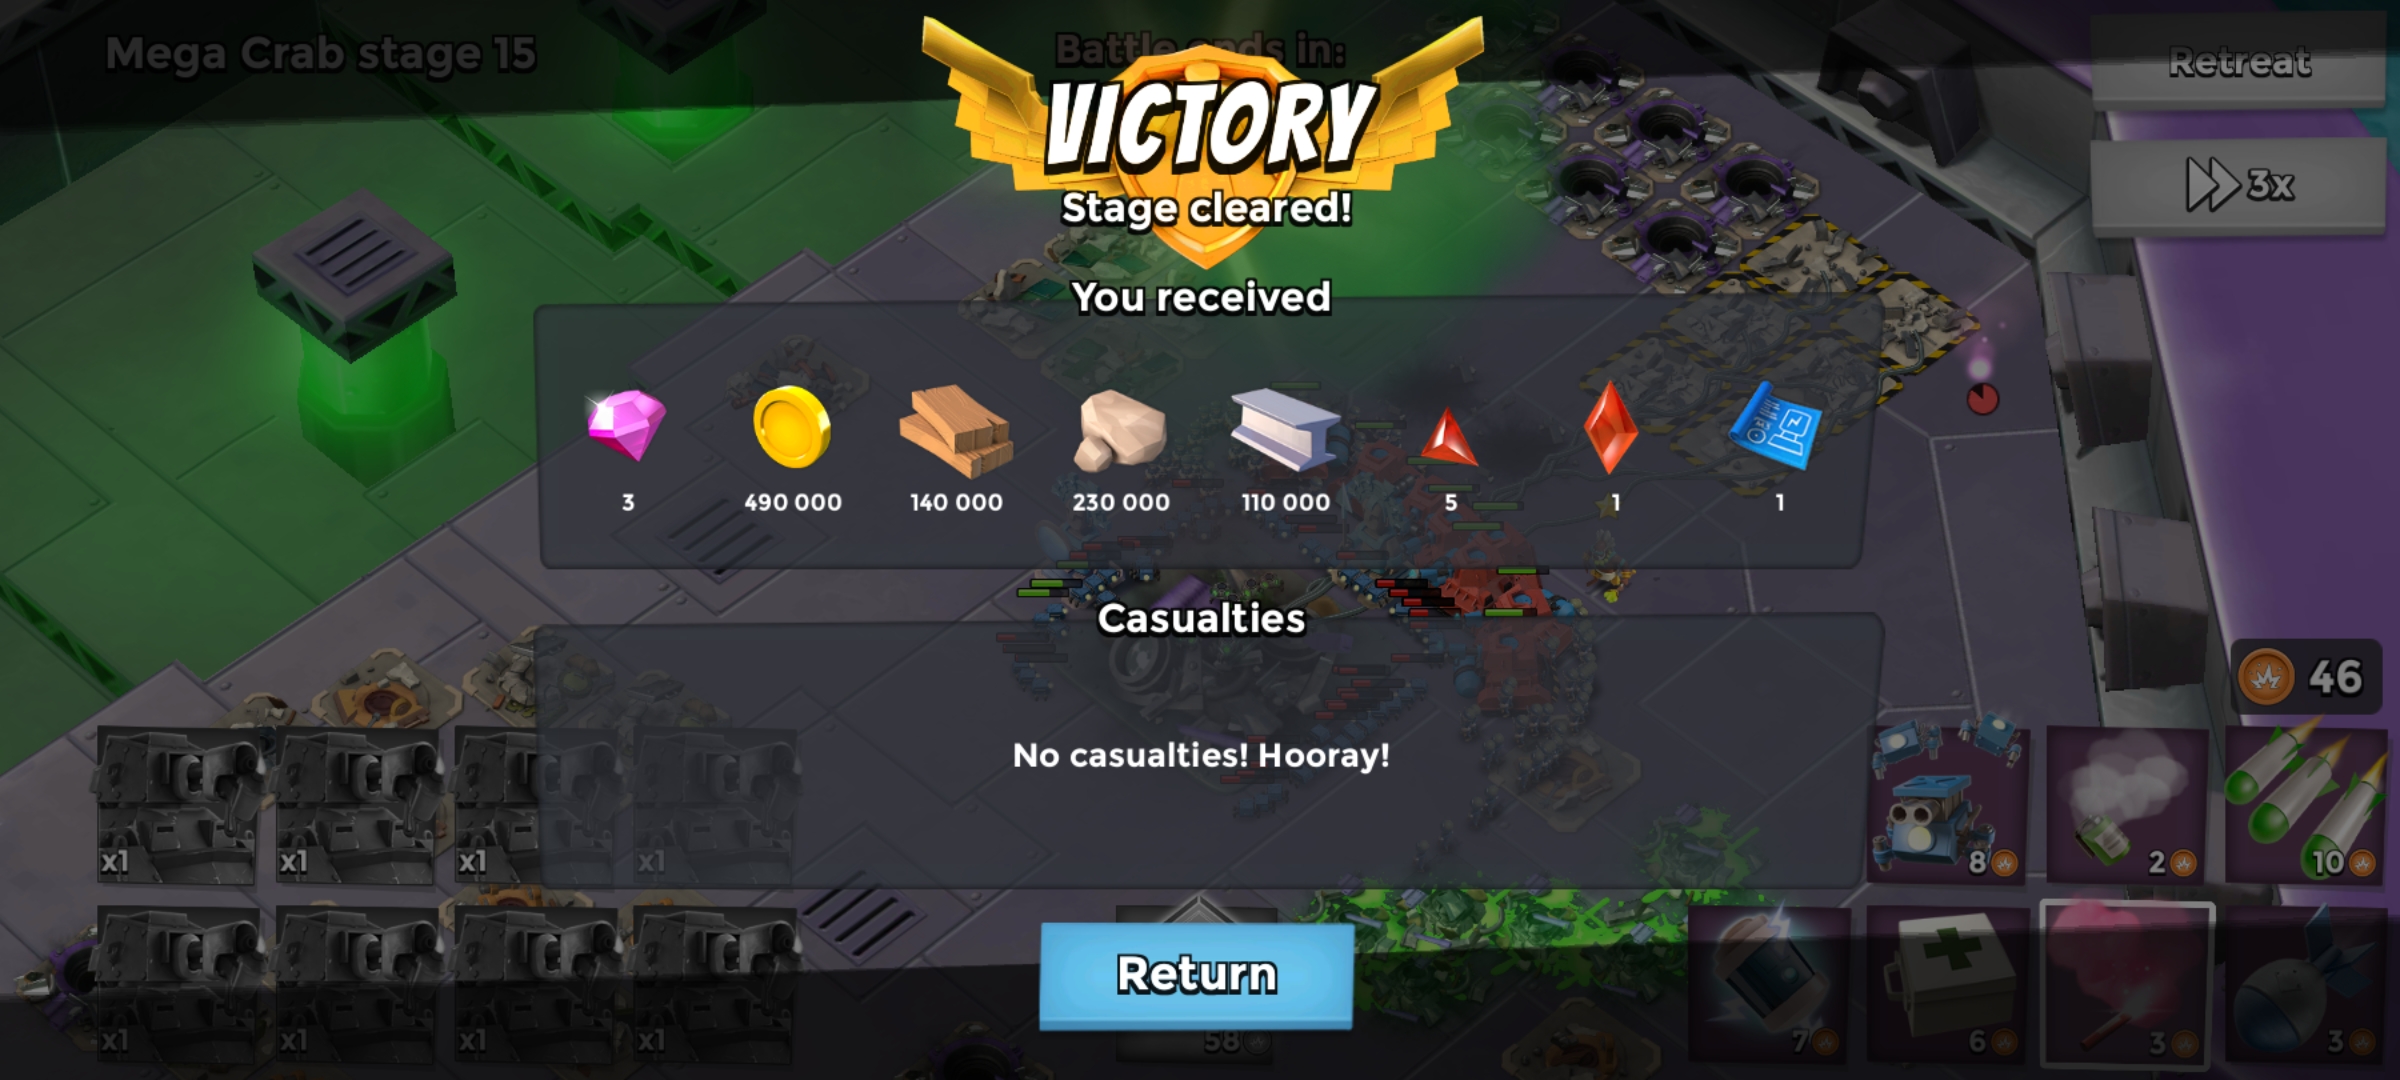 Mega Crab stage 15
Battle ends in:
Retreat
3x
VICTORY
Stage cleared!
You received
3
490 000
140 000
230 000
110 000
5
1
1
Casualties
No casualties! Hooray!
46
x1
x1
x1
x1
8
2
10
x1
x1
x1
x1
Return
58
7
6
3
3